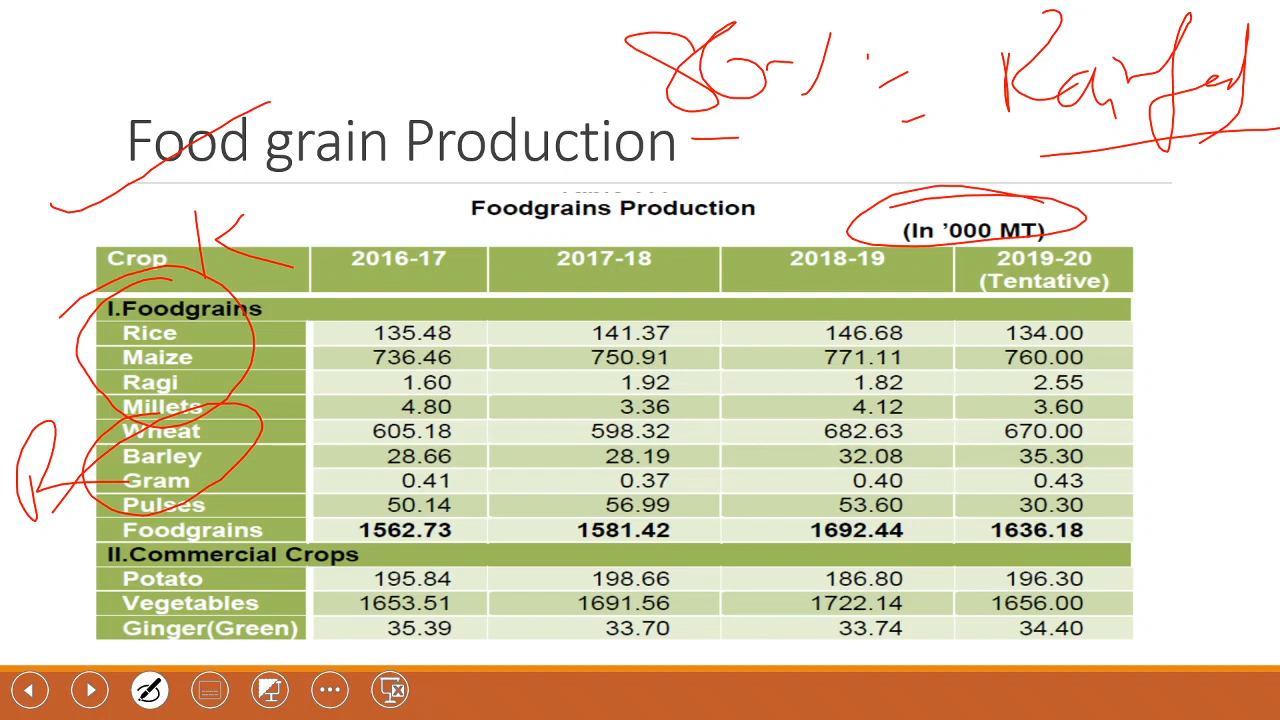 80% :- Rainfed
Food grain Production
Foodgrains Production
(In ’000 MT)
K
Crop 2016-17 2017-18 2018-19 2019-20 (Tentative)
I.Foodgrains
Rice 135.48 141.37 146.68 134.00
Maize 736.46 750.91 771.11 760.00
Ragi 1.60 1.92 1.82 2.55
Millets 4.80 3.36 4.12 3.60
Wheat 605.18 598.32 682.63 670.00
Barley 28.66 28.19 32.08 35.30
R
Gram 0.41 0.37 0.40 0.43
Pulses 50.14 56.99 53.60 30.30
Foodgrains 1562.73 1581.42 1692.44 1636.18
II.Commercial Crops
Potato 195.84 198.66 186.80 196.30
Vegetables 1653.51 1691.56 1722.14 1656.00
Ginger(Green) 35.39 33.70 33.74 34.40